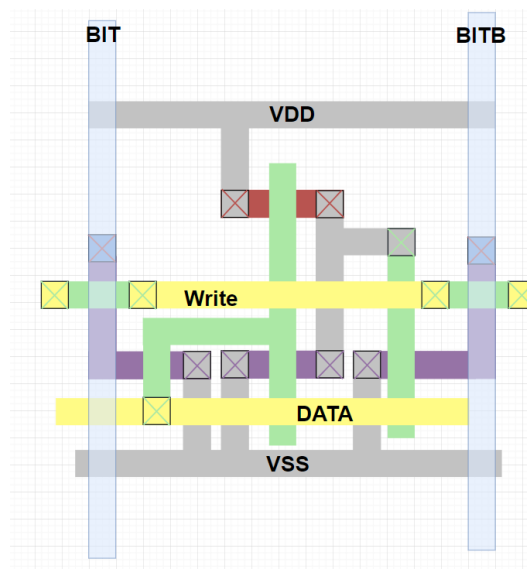 BIT
BITB
VDD
Write
DATA
VSS